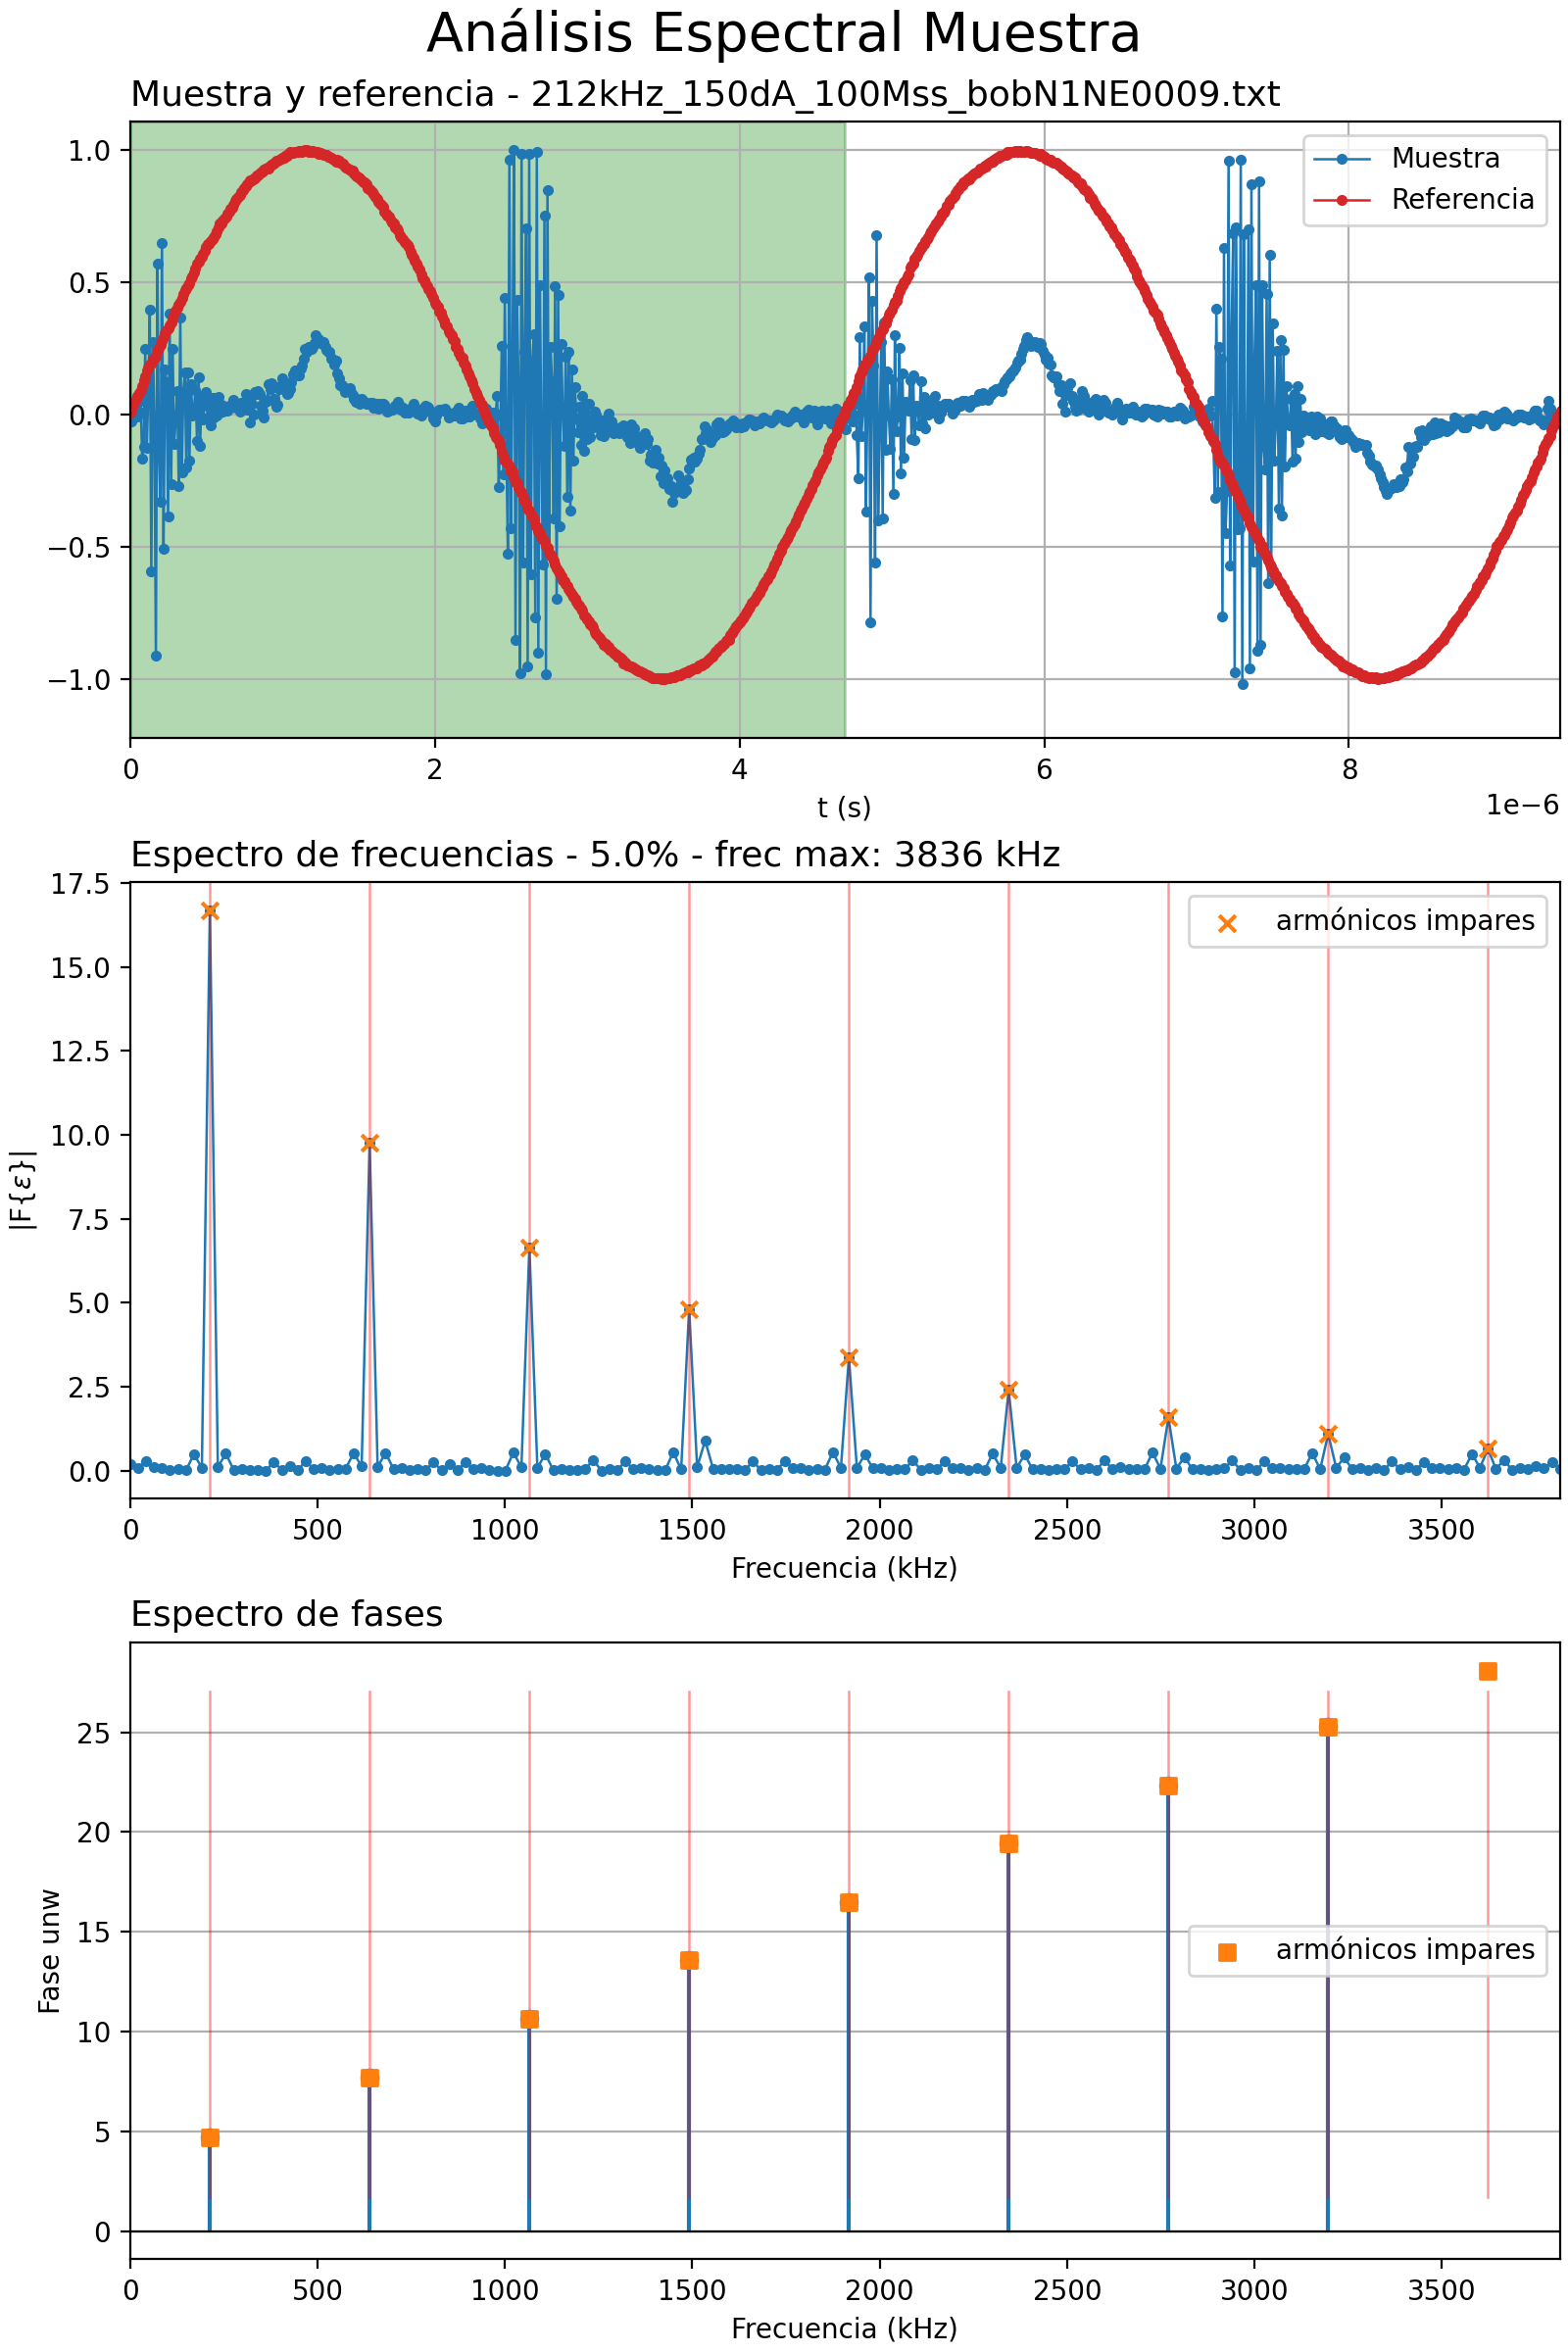 Análisis Espectral Muestra
Muestra y referencia - 212kHz_150dA_100Mss_bobN1NE0009.txt
1.0
0.5
0.0
−0.5
−1.0
Muestra
Referencia
0 2 4 6 8
1e−6
t (s)
Espectro de frecuencias - 5.0% - frec max: 3836 kHz
17.5
15.0
12.5
10.0
7.5
5.0
2.5
0.0
|F{ε}|
armónicos impares
0 500 1000 1500 2000 2500 3000 3500
Frecuencia (kHz)
Espectro de fases
25
20
15
10
5
0
Fase unw
armónicos impares
0 500 1000 1500 2000 2500 3000 3500
Frecuencia (kHz)